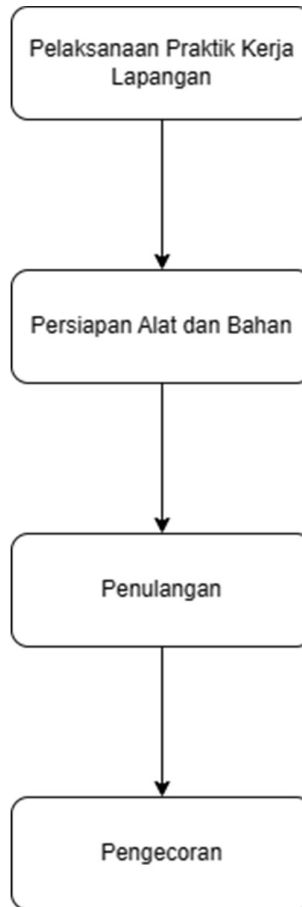 Pelaksanaan Praktik Kerja
Lapangan
Persiapan Alat dan Bahan
Penulangan
Pengecoran